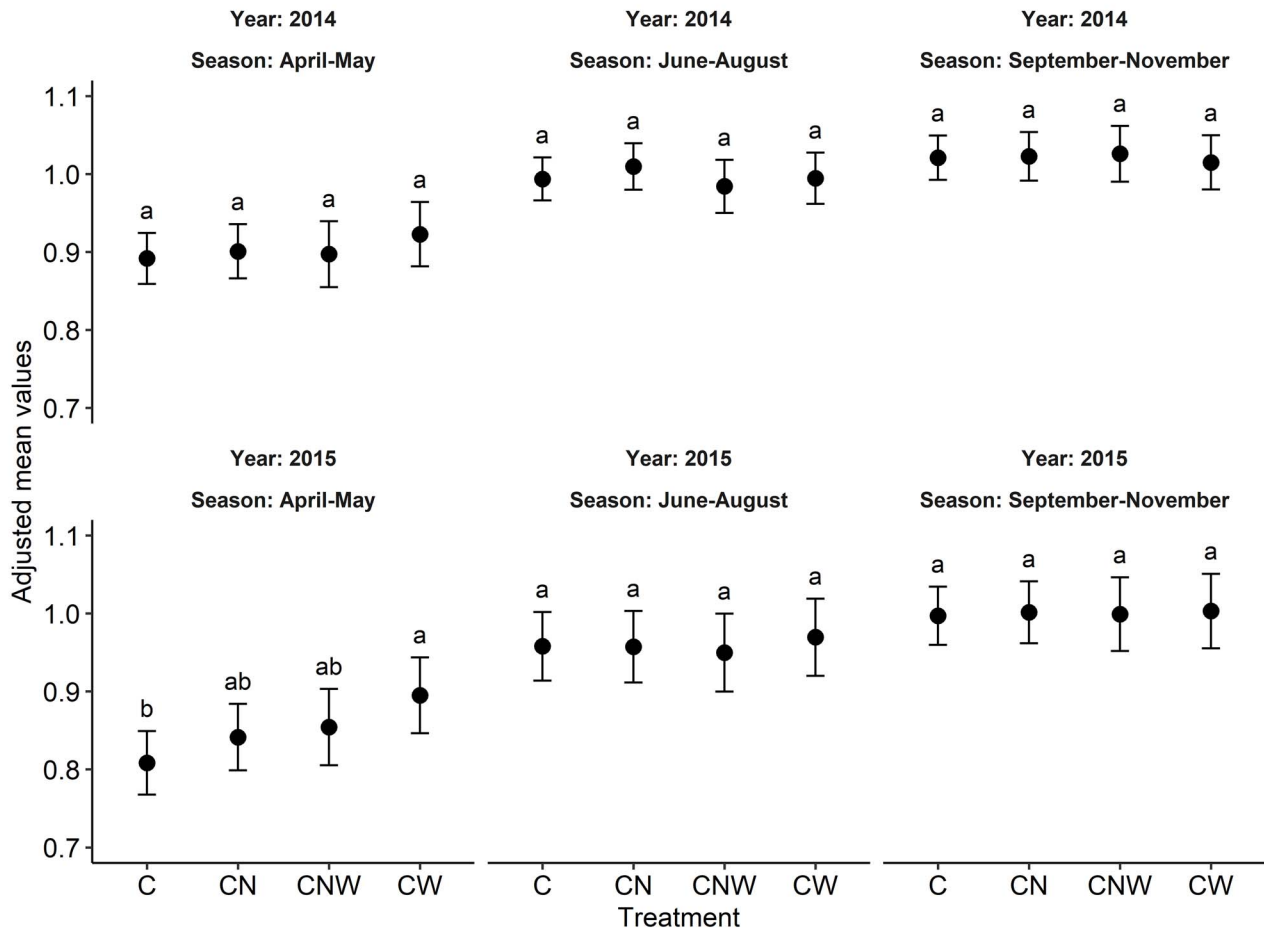 Year: 2014 Year: 2014 Year: 2014
Season: April-May Season: June-August Season: September-November
1.1
1.0
0.9
0.8
0.7
a a a a
a a a a
a a a a
Adjusted mean values
Year: 2015 Year: 2015 Year: 2015
Season: April-May Season: June-August Season: September-November
1.1
1.0
0.9
0.8
0.7
b ab ab a
a a a a
a a a a
C CN CNW CW C CN CNW CW C CN CNW CW
Treatment